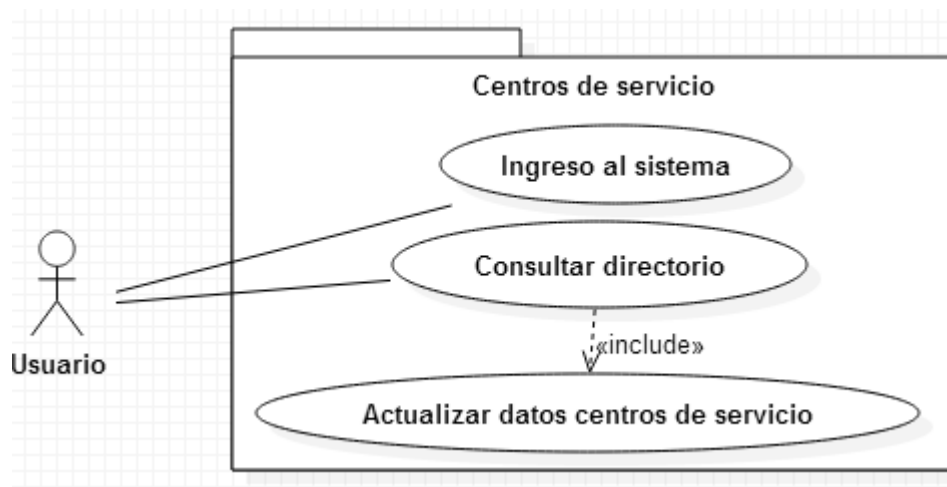 Centros de servicio
Ingreso al sistema
Consultar directorio
«include»
Usuario
Actualizar datos centros de servicio